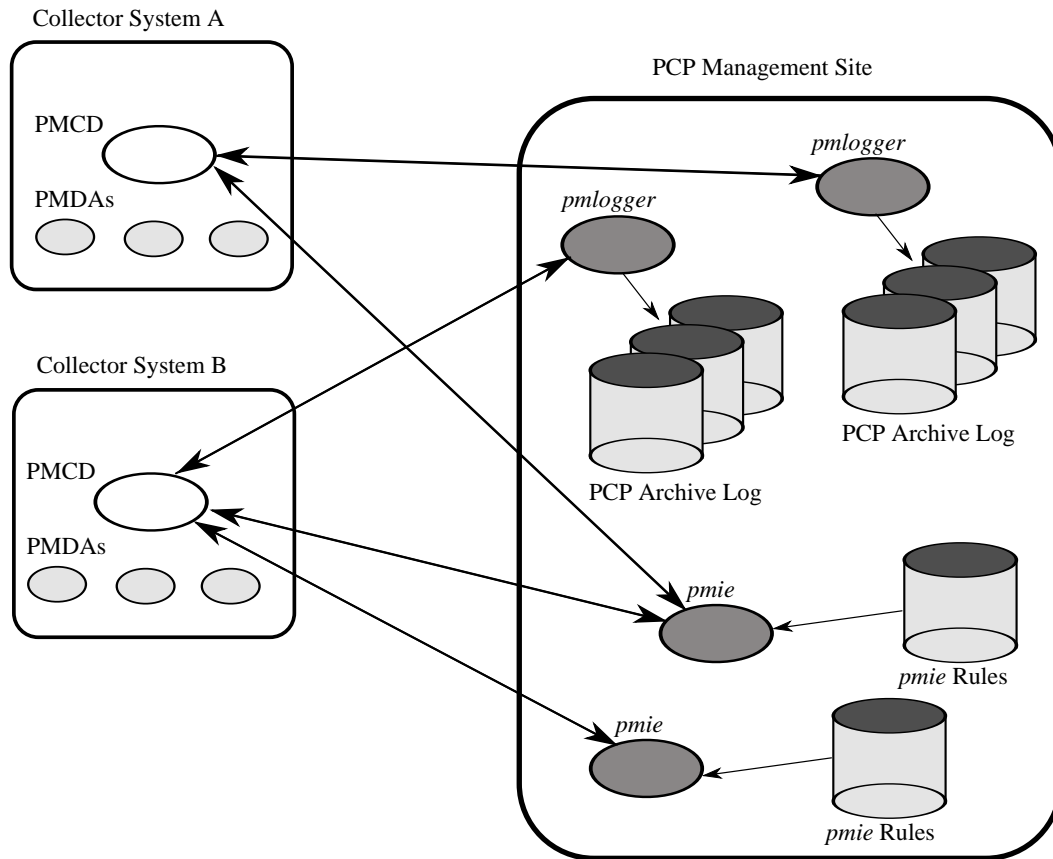 Collector System A
PMCD
PMDAs
Collector System B
PMCD
PMDAs
PCP Management Site
pmlogger
pmlogger
PCP Archive Log
PCP Archive Log
pmie
pmie Rules
pmie
pmie Rules